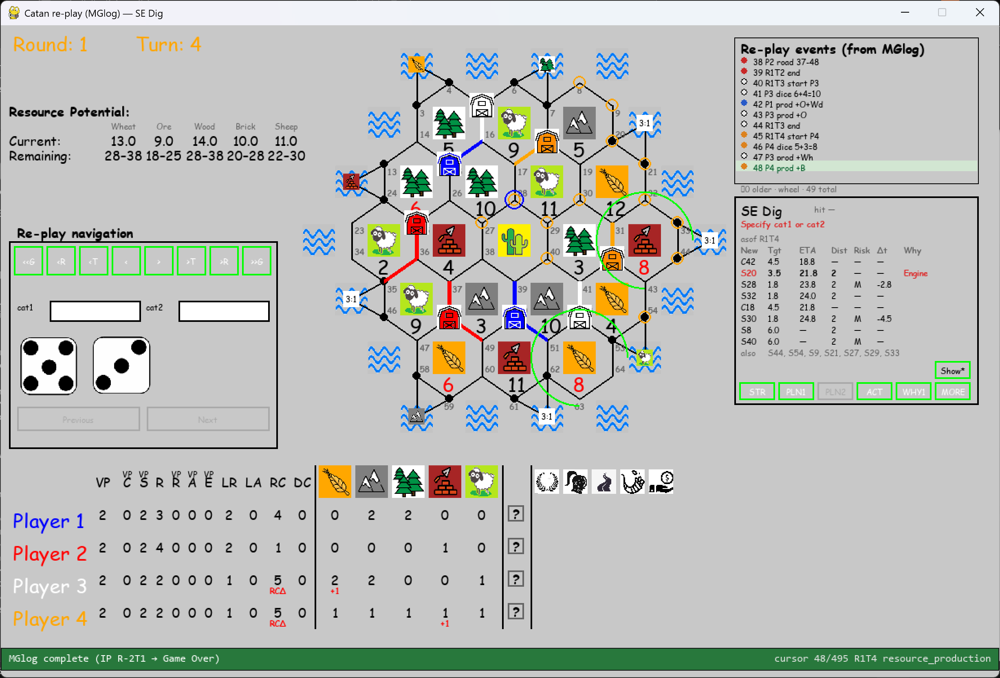 Catan re-play (MGlog) — SE Dig
Round: 1 Turn: 4
Resource Potential:
Wheat Ore Wood Brick Sheep
Current: 13.0 9.0 14.0 10.0 11.0
Remaining: 28-38 18-25 28-38 20-28 22-30
Re-play navigation
<<G <R <T < > >T >R >>G
cat1 cat2
Previous Next
4 6 8
3 7 9
3:1
14 16 20
5 9 5
13 17 19 21
24 26 28 30 32
6 10 11 12
23 27 29 31 33
3:1
34 36 38 40 44
2 4 3 8
35 37 39 41 43
3:1
46 54
9 3 10 4
47 49 51 53
58 60 62 64
6 11 8
59 61 63
3:1
Re-play events (from MGlog)
38 P2 road 37-48
39 R1T2 end
40 R1T3 start P3
41 P3 dice 6+4=10
42 P1 prod +O+Wd
43 P3 prod +O
44 R1T3 end
45 R1T4 start P4
46 P4 dice 5+3=8
47 P3 prod +Wh
48 P4 prod +B
0 older · wheel · 49 total
SE Dig hit —
Specify cat1 or cat2
asof R1T4
New Tgt ETA Dist Risk Δt Why
C42 4.5 18.8 — — —
S20 3.5 21.8 2 — — Engine
S28 1.8 23.8 2 M -2.8
S32 1.8 24.0 2 — —
C18 4.5 21.8 — — —
S30 1.8 24.8 2 M -4.5
S8 6.0 — 2 — —
S40 6.0 — 2 M —
also S44, S54, S9, S21, S27, S29, S33
Show*
STR PLN1 PLN2 ACT WHY1 MORE
VP VP VP VP VP
VP C S R R A E LR LA RC DC
Player 1 2 0 2 3 0 0 0 2 0 4 0 0 2 2 0 0 ?
Player 2 2 0 2 4 0 0 0 2 0 1 0 0 0 0 1 0 ?
Player 3 2 0 2 2 0 0 0 1 0 5 0 2 2 0 0 1 ?
RCΔ +1
Player 4 2 0 2 2 0 0 0 1 0 5 0 1 1 1 1 1 ?
RCΔ +1
MGlog complete (IP R-2T1 → Game Over)
cursor 48/495 R1T4 resource_production